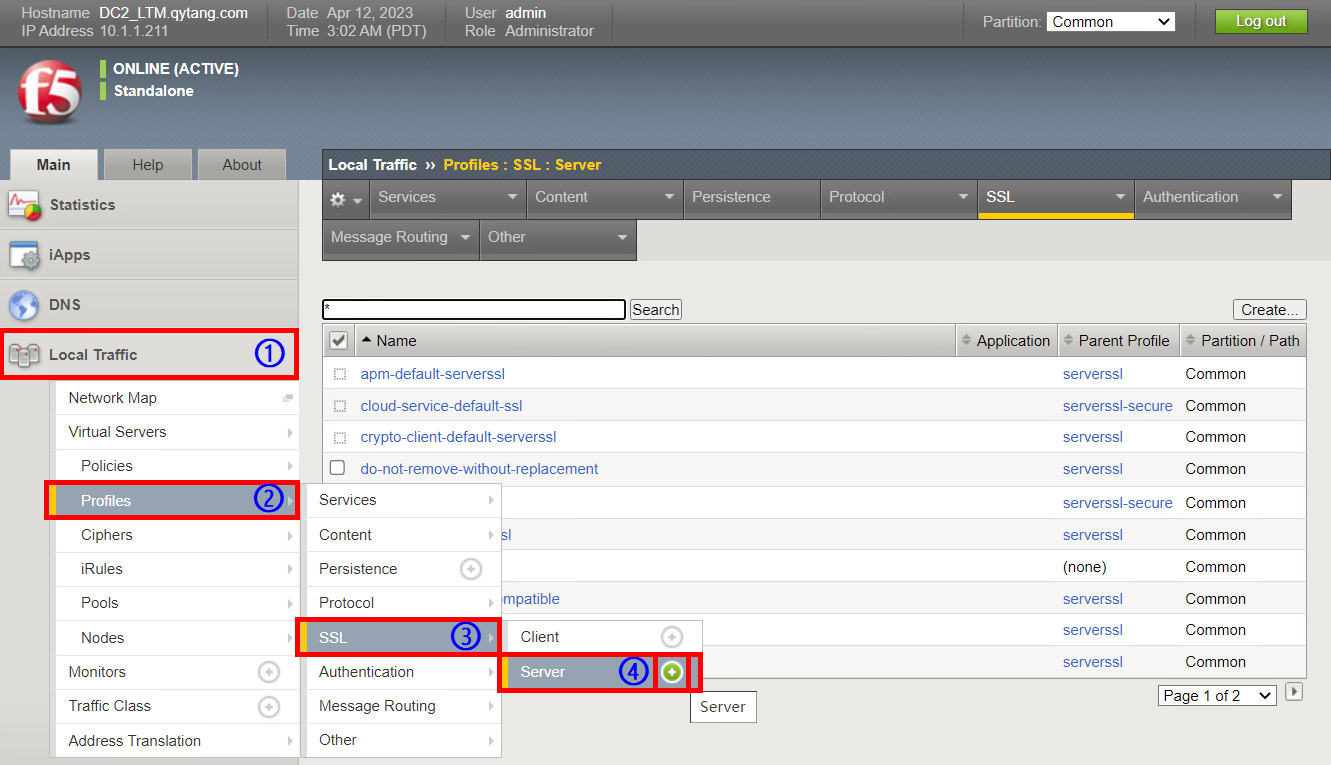 Hostname DC2_LTM.qytang.com Date Apr 12, 2023 User admin Partition: Common Log out
IP Address 10.1.1.211 Time 3:02 AM (PDT) Role Administrator
f5
ONLINE (ACTIVE)
Standalone
Main Help About
Local Traffic ›› Profiles : SSL : Server
Services Content Persistence Protocol SSL Authentication
Message Routing Other
Statistics
iApps
DNS
Local Traffic ①
Network Map
Virtual Servers
Policies
Profiles ②
Ciphers
iRules
Pools
Nodes
Monitors
Traffic Class
Address Translation
Services
Content
Persistence
Protocol
SSL ③
Authentication
Message Routing
Other
Client
Server ④
Server
* Search Create...
Name Application Parent Profile Partition / Path
apm-default-serverssl serverssl Common
cloud-service-default-ssl serverssl-secure Common
crypto-client-default-serverssl serverssl Common
do-not-remove-without-replacement serverssl Common
serverssl-secure Common
sl serverssl Common
(none) Common
mpatible serverssl Common
serverssl Common
serverssl Common
Page 1 of 2